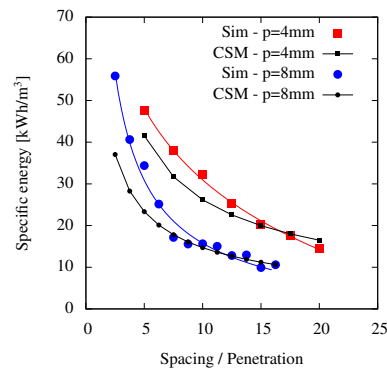 Sim - p=4mm
CSM - p=4mm
Sim - p=8mm
CSM - p=8mm
70
60
50
40
30
20
10
0
Specific energy [kWh/m³]
0 5 10 15 20 25
Spacing / Penetration